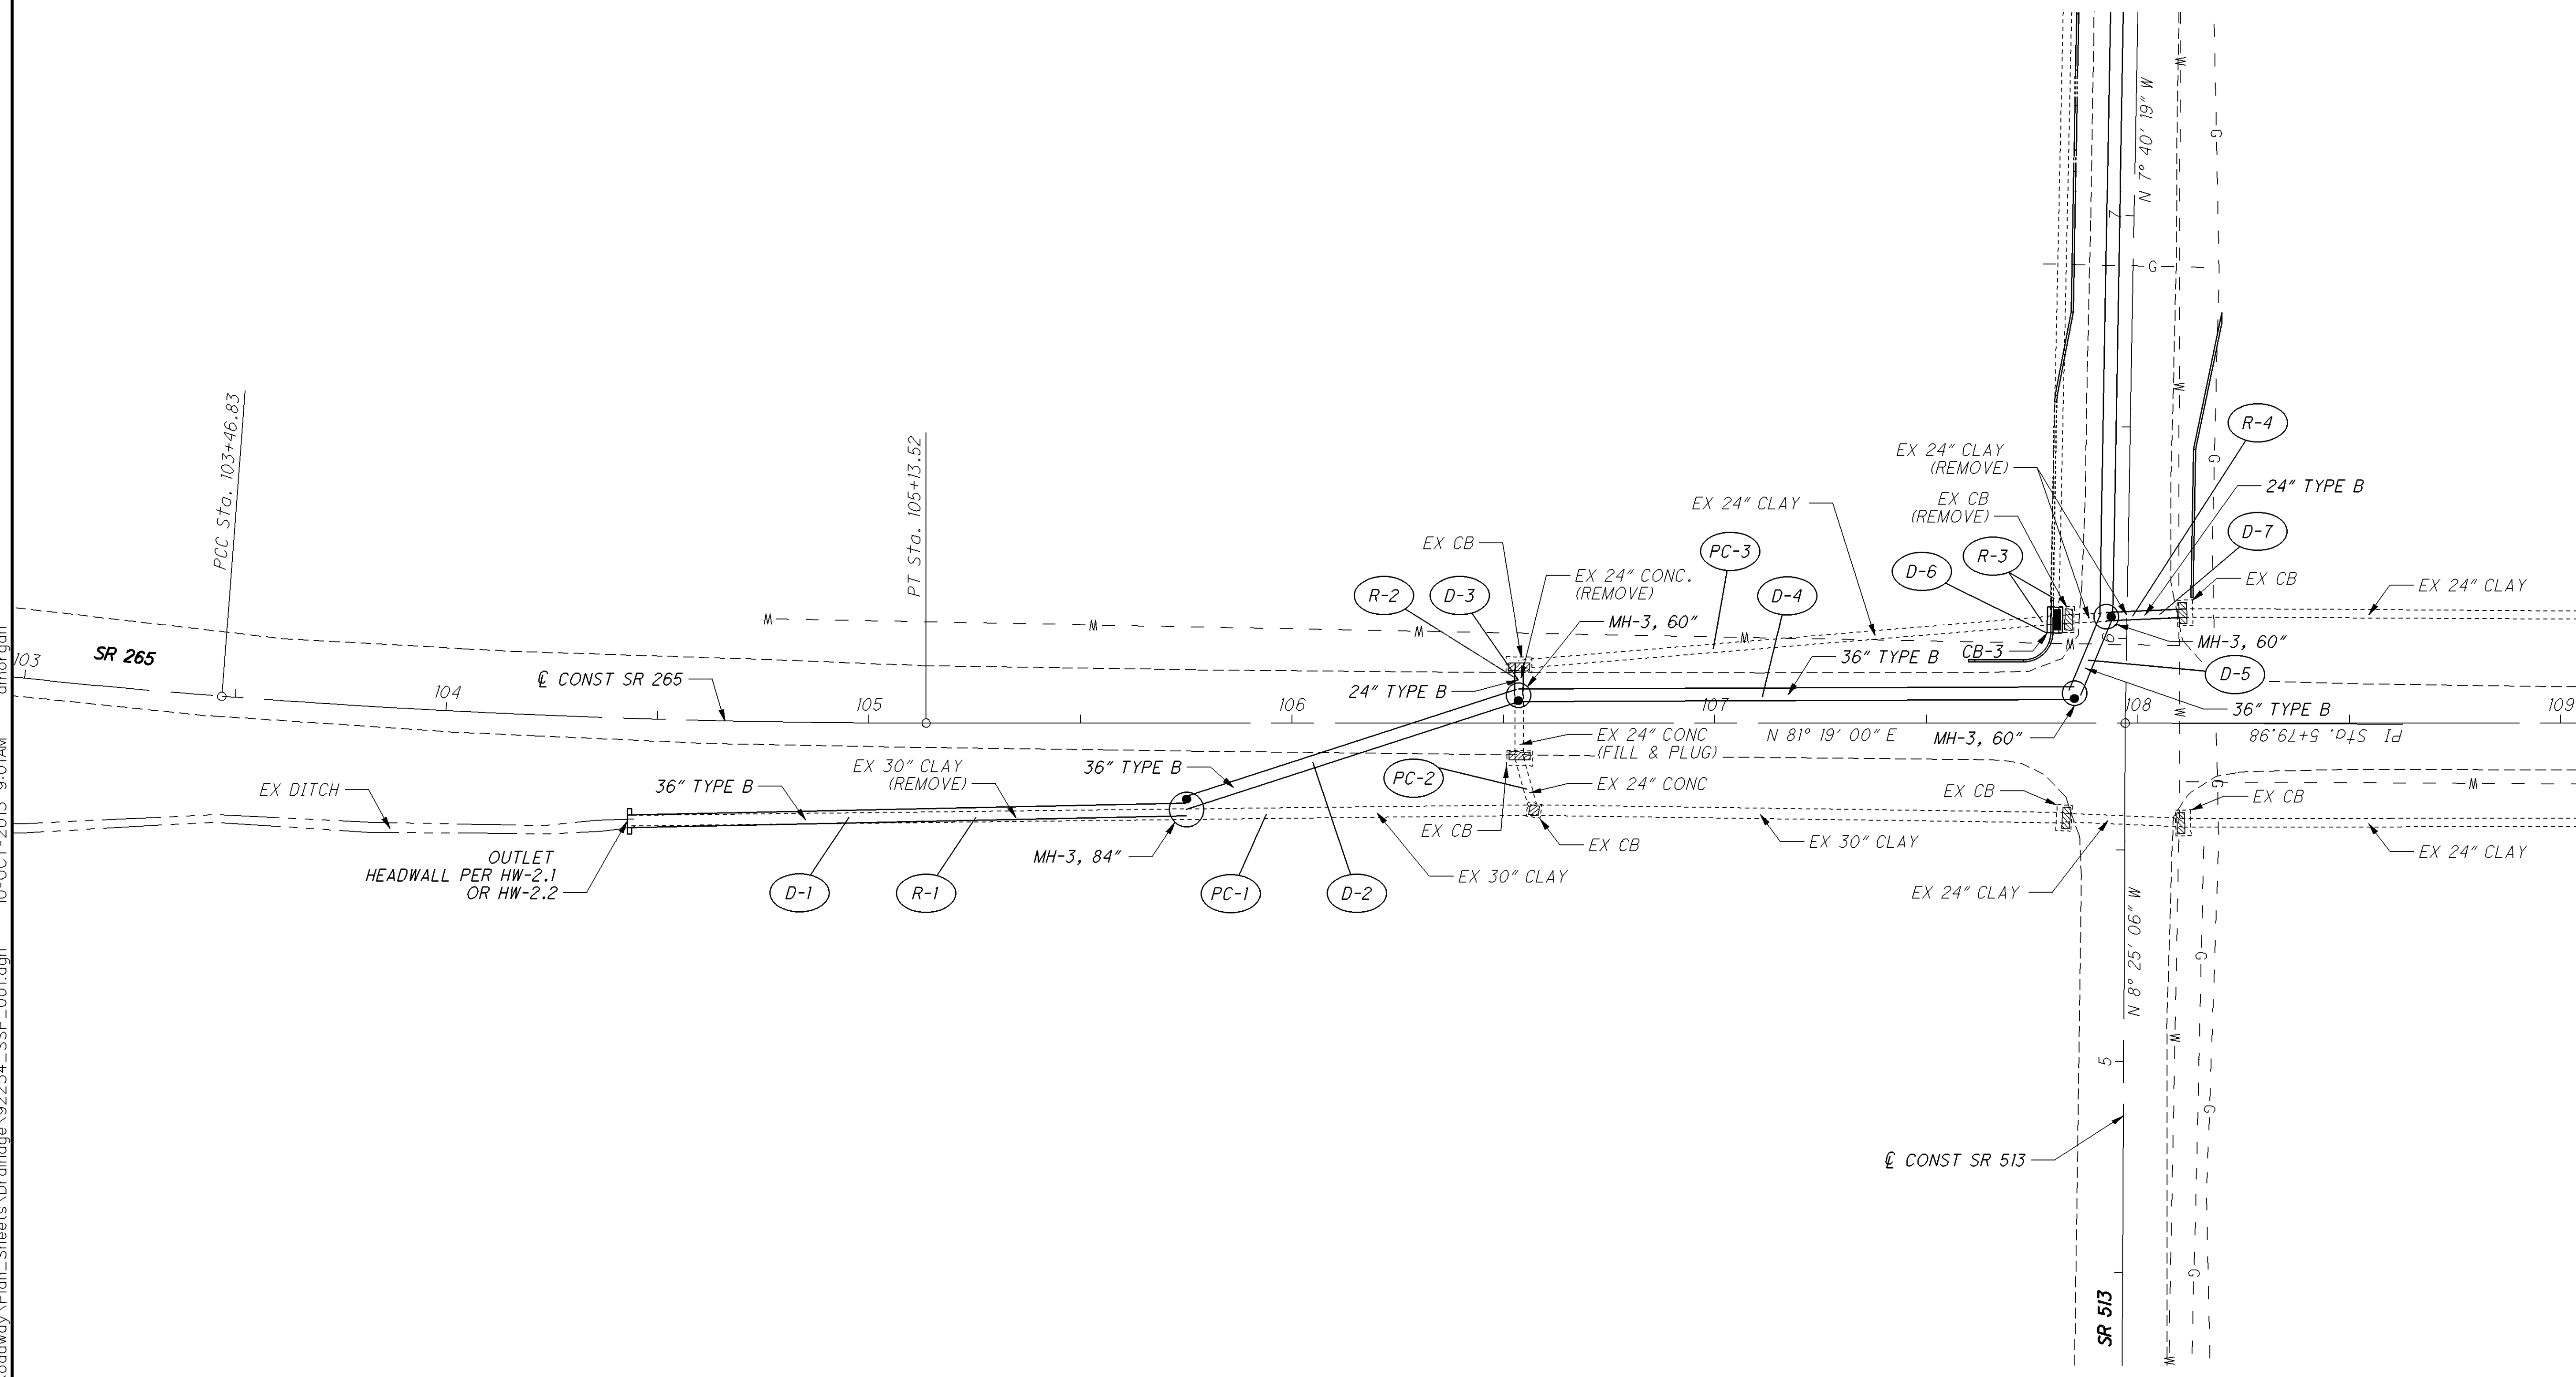 N 7° 40' 19" W
W
G
7
G
W
G
PCC Sta. 103+46.83
PT Sta. 105+13.52
R-4
EX 24" CLAY
(REMOVE)
24" TYPE B
EX CB
(REMOVE)
EX 24" CLAY
D-7
EX CB
PC-3
R-3
D-6
EX 24" CONC.
(REMOVE)
EX CB
EX 24" CLAY
R-2
D-3
D-4
MH-3, 60"
W
W
W
W
W
6
MH-3, 60"
CB-3
103
SR 265
℄ CONST SR 265
36" TYPE B
D-5
24" TYPE B
104
105
106
107
108
109
36" TYPE B
W
EX 24" CONC
(FILL & PLUG)
N 81° 19' 00" E
MH-3, 60"
PI Sta. 5+79.98
EX 30" CLAY
(REMOVE)
36" TYPE B
PC-2
EX 24" CONC
36" TYPE B
EX DITCH
EX CB
EX CB
G
W
EX CB
EX CB
OUTLET
HEADWALL PER HW-2.1
OR HW-2.2
MH-3, 84"
EX 30" CLAY
EX 24" CLAY
EX 30" CLAY
EX 24" CLAY
D-1
R-1
PC-1
D-2
N 8° 25' 06" W
G
W
5
G
℄ CONST SR 513
G
SR 513
W
10-OCT-2013 9:01AM